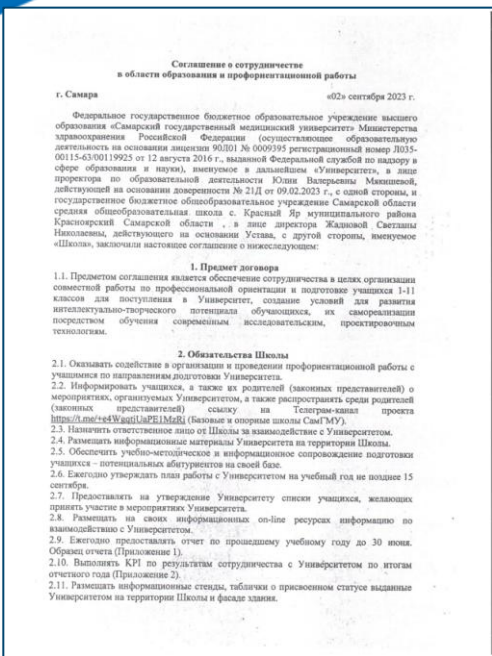 Соглашение о сотрудничестве
в области образования и профориентационной работы
г. Самара «02» сентября 2023 г.
Федеральное государственное бюджетное образовательное учреждение высшего
образования «Самарский государственный медицинский университет» Министерства
здравоохранения Российской Федерации (осуществляющее образовательную
деятельность на основании лицензии 90Л01 № 0009395 регистрационный номер Л035-
00115-63/00119925 от 12 августа 2016 г., выданной Федеральной службой по надзору в
сфере образования и науки), именуемое в дальнейшем «Университет», в лице
проректора по образовательной деятельности Юлии Валерьевны Мякишевой,
действующей на основании доверенности № 21Д от 09.02.2023 г., с одной стороны, и
государственное бюджетное общеобразовательное учреждение Самарской области
средняя общеобразовательная школа с. Красный Яр муниципального района
Красноярский Самарской области , в лице директора Жадновой Светланы
Николаевны, действующего на основании Устава, с другой стороны, именуемое
«Школа», заключили настоящее соглашение о нижеследующем:
1. Предмет договора
1.1. Предметом соглашения является обеспечение сотрудничества в целях организации
совместной работы по профессиональной ориентации и подготовке учащихся 1-11
классов для поступления в Университет, создание условий для развития
интеллектуально-творческого потенциала обучающихся, их самореализации
посредством обучения современным исследовательским, проектировочным
технологиям.
2. Обязательства Школы
2.1. Оказывать содействие в организации и проведении профориентационной работы с
учащимися по направлениям подготовки Университета.
2.2. Информировать учащихся, а также их родителей (законных представителей) о
мероприятиях, организуемых Университетом, а также распространять среди родителей
(законных представителей) ссылку на Телеграм-канал проекта
https://t.me/+e4WgqtjUaPE1MzRi (базовые и опорные школы СамГМУ).
2.3. Назначить ответственное лицо от Школы за взаимодействие с Университетом.
2.4. Размещать информационные материалы Университета на территории Школы.
2.5. Обеспечить учебно-методическое и информационное сопровождение подготовки
учащихся – потенциальных абитуриентов на своей базе.
2.6. Ежегодно утверждать план работы с Университетом на учебный год не позднее 15
сентября.
2.7. Предоставлять на утверждение Университету списки учащихся, желающих
принять участие в мероприятиях Университета.
2.8. Размещать на своих информационных on-line ресурсах информацию по
взаимодействию с Университетом.
2.9. Ежегодно предоставлять отчет по прошедшему учебному году до 30 июня.
Образец отчета (Приложение 1).
2.10. Выполнять KPI по результатам сотрудничества с Университетом по итогам
отчетного года (Приложение 2).
2.11. Размещать информационные стенды, таблички о присвоенном статусе выданные
Университетом на территории Школы и фасаде здания.